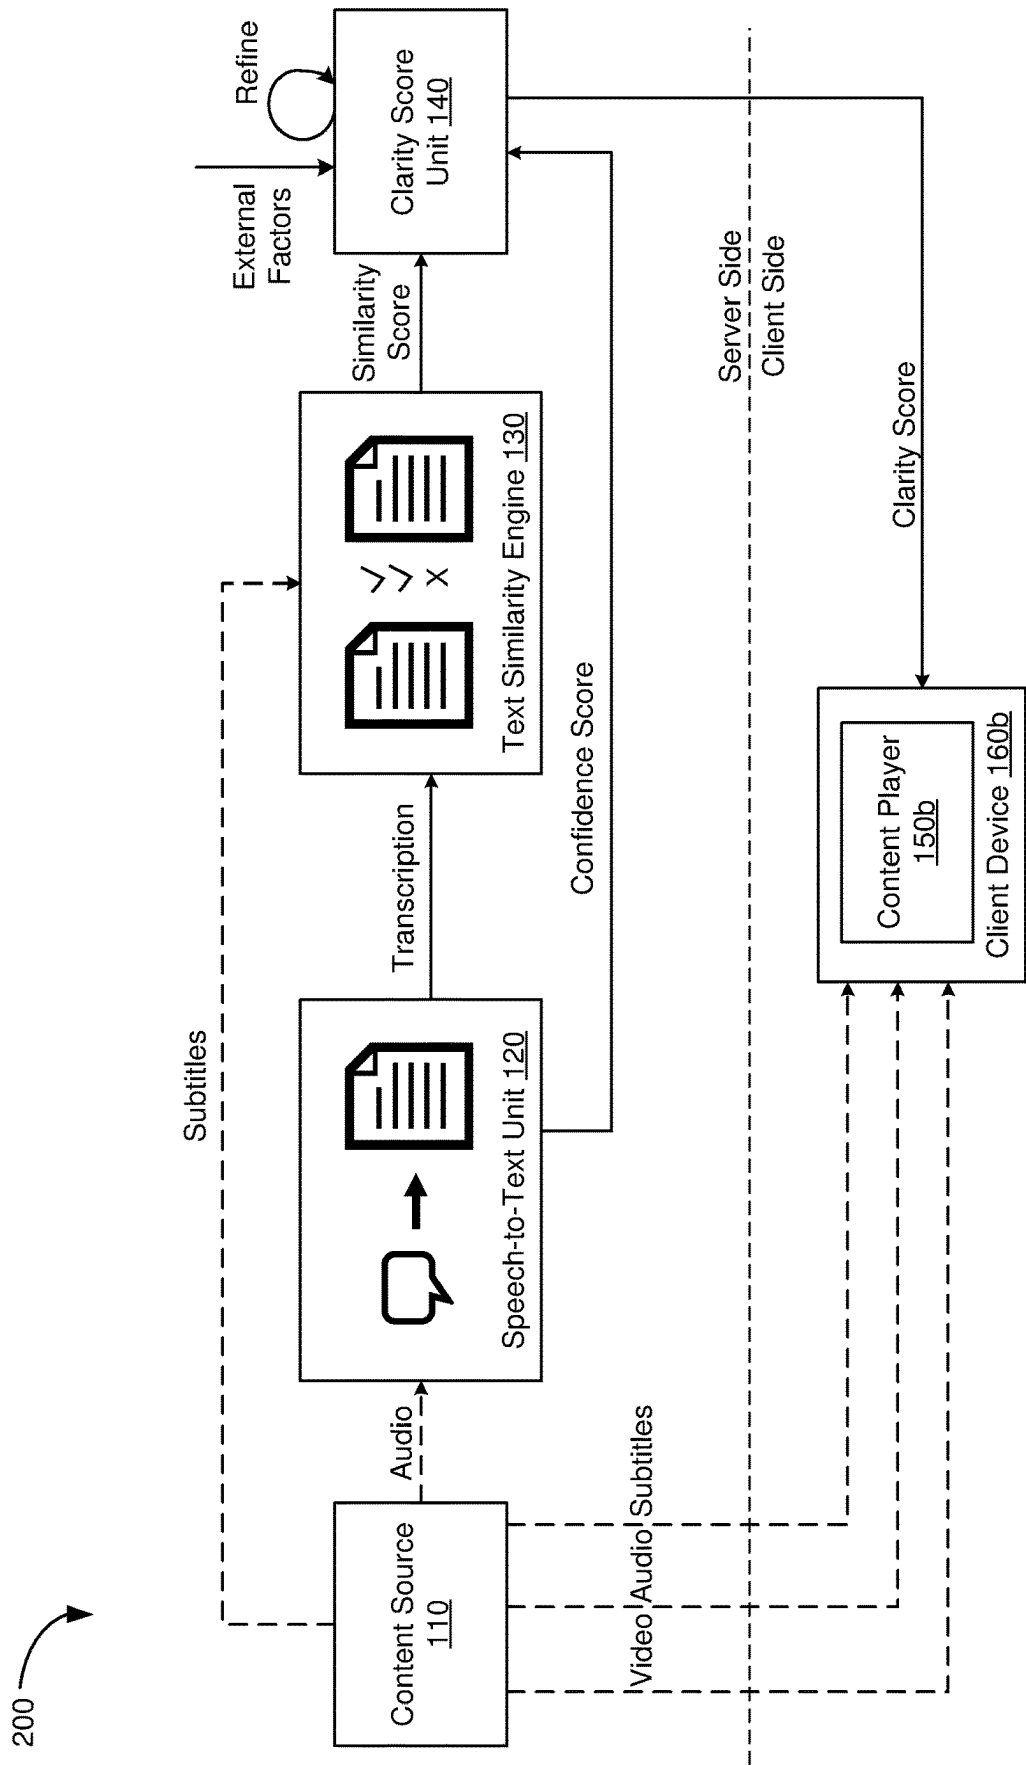 200
Subtitles
External
Factors
Refine
Content Source
110
Audio
Speech-to-Text Unit 120
Transcription
Text Similarity Engine 130
X
Similarity
Score
Clarity Score
Unit 140
Confidence Score
Video Audio Subtitles
Server Side
Client Side
Clarity Score
Content Player
150b
Client Device 160b